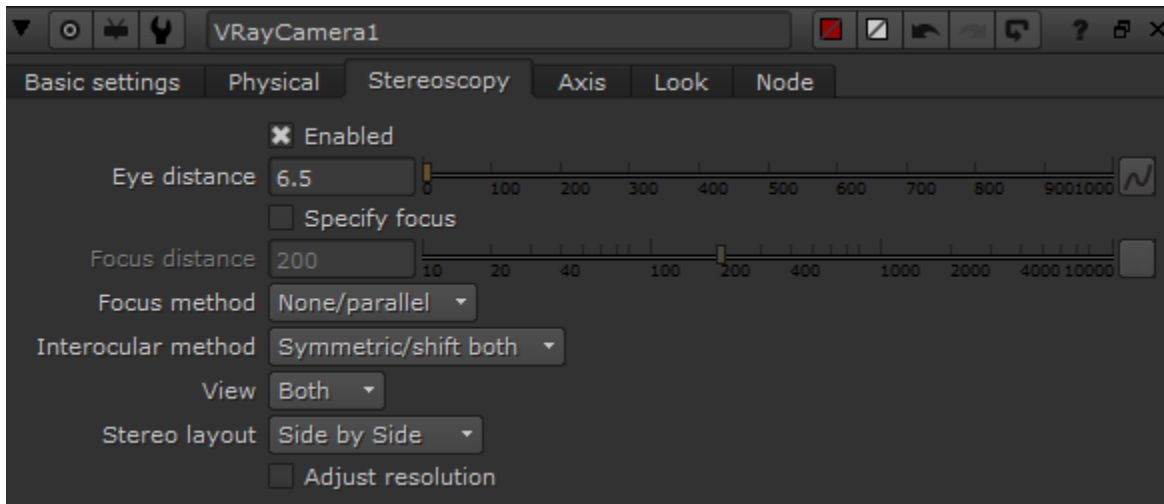 VRayCamera1 ?
Basic settings Physical Stereoscopy Axis Look Node
Enabled
Eye distance 6.5
0 100 200 300 400 500 600 700 800 900 1000
Specify focus
Focus distance 200
10 20 40 100 200 400 1000 2000 4000 10000
Focus method None/parallel
Interocular method Symmetric/shift both
View Both
Stereo layout Side by Side
Adjust resolution